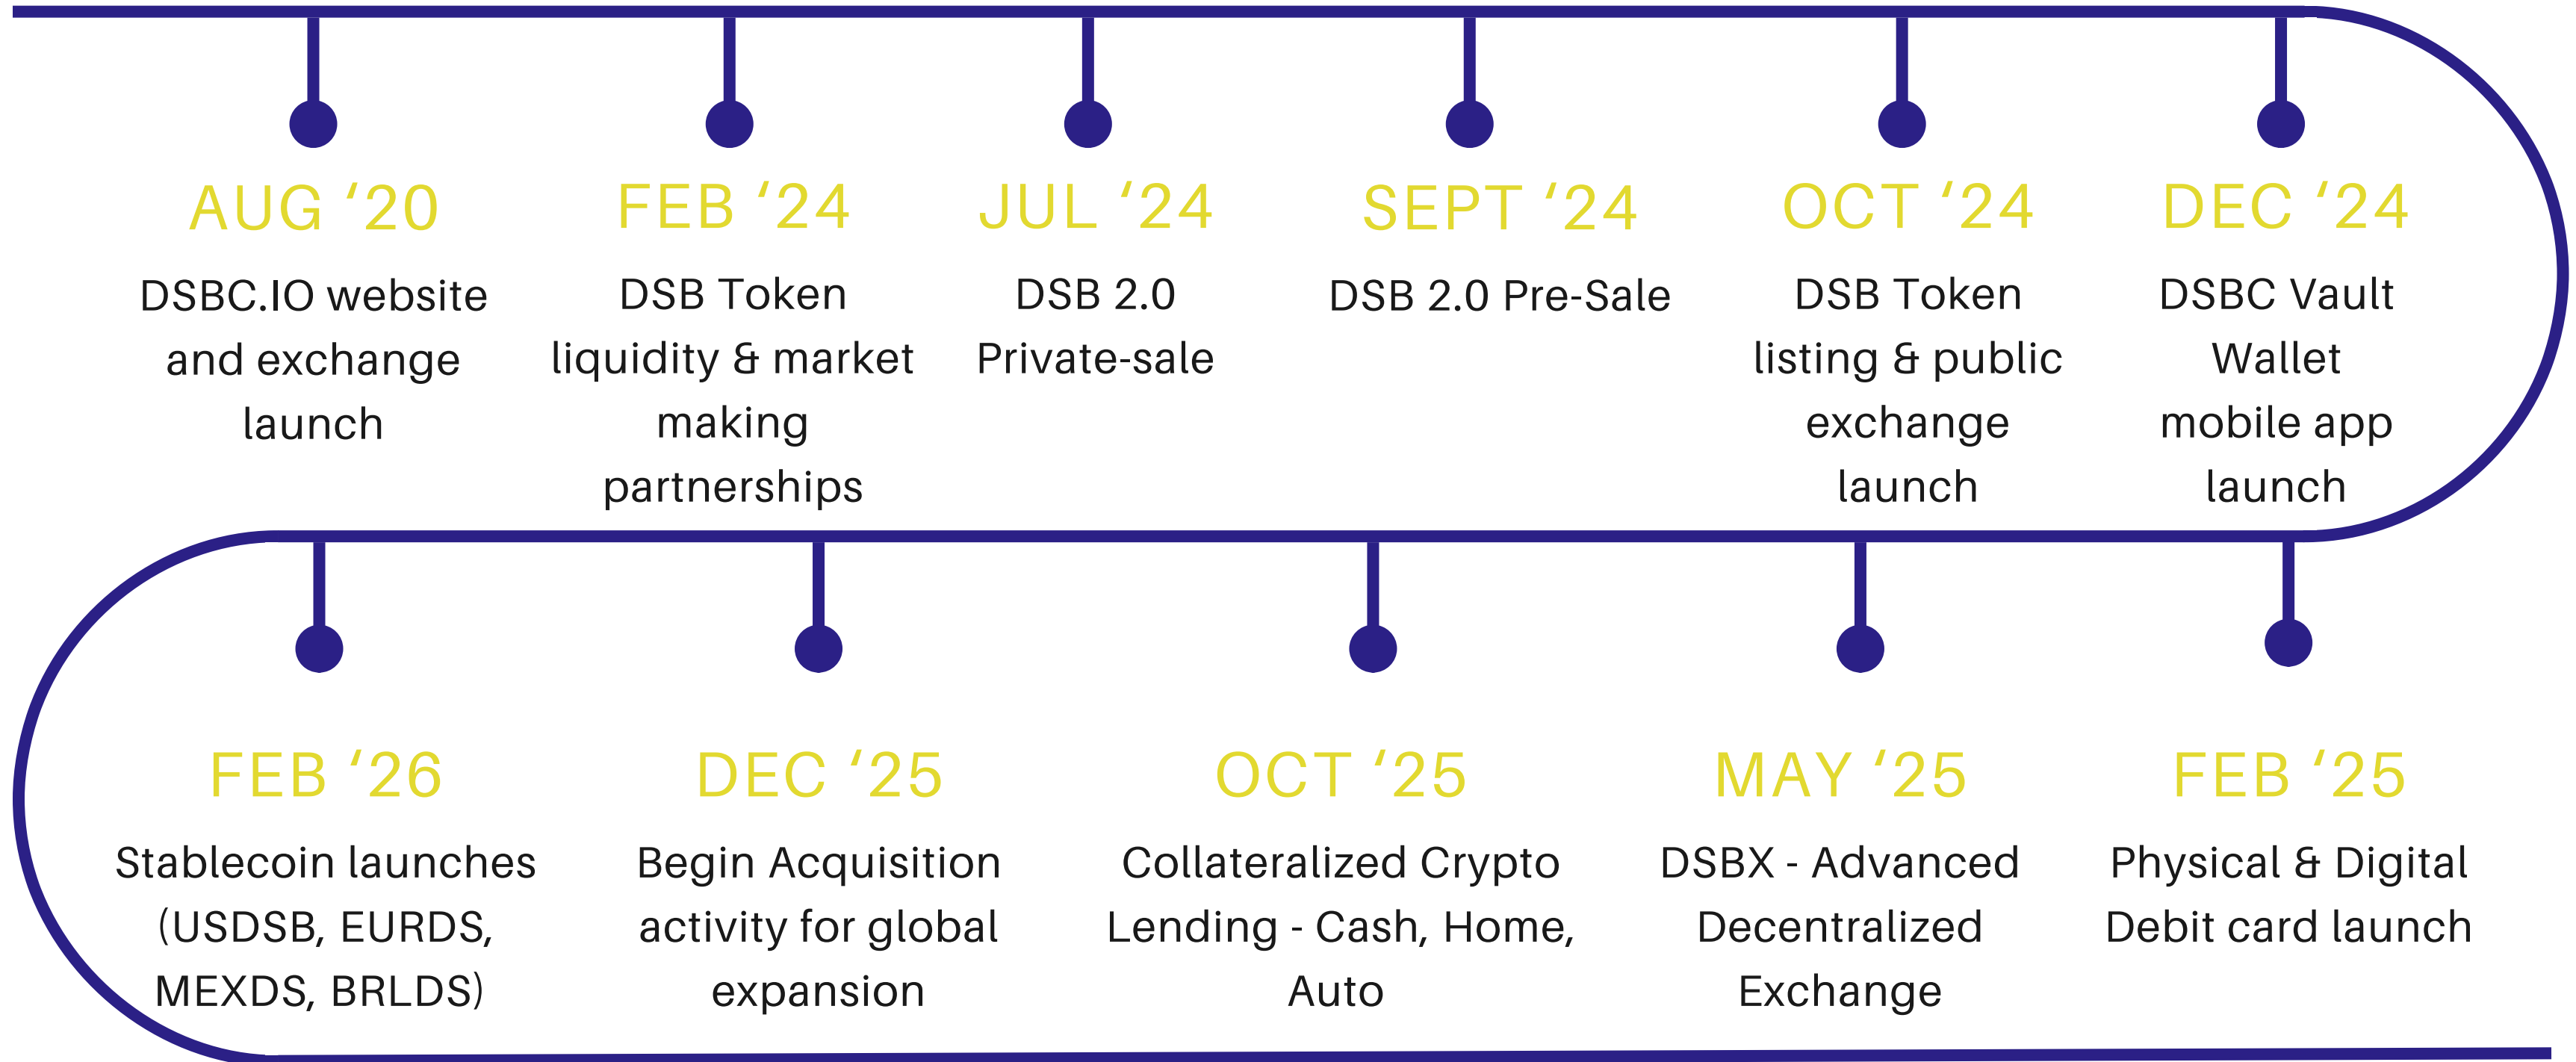 AUG ‘20
DSBC.IO website
and exchange
launch
FEB ‘24
DSB Token
liquidity & market
making
partnerships
JUL ‘24
DSB 2.0
Private-sale
SEPT ‘24
DSB 2.0 Pre-Sale
OCT ‘24
DSB Token
listing & public
exchange
launch
DEC ‘24
DSBC Vault
Wallet
mobile app
launch
FEB ‘26
Stablecoin launches
(USDSB, EURDS,
MEXDS, BRLDS)
DEC ‘25
Begin Acquisition
activity for global
expansion
OCT ‘25
Collateralized Crypto
Lending - Cash, Home,
Auto
MAY ‘25
DSBX - Advanced
Decentralized
Exchange
FEB ‘25
Physical & Digital
Debit card launch